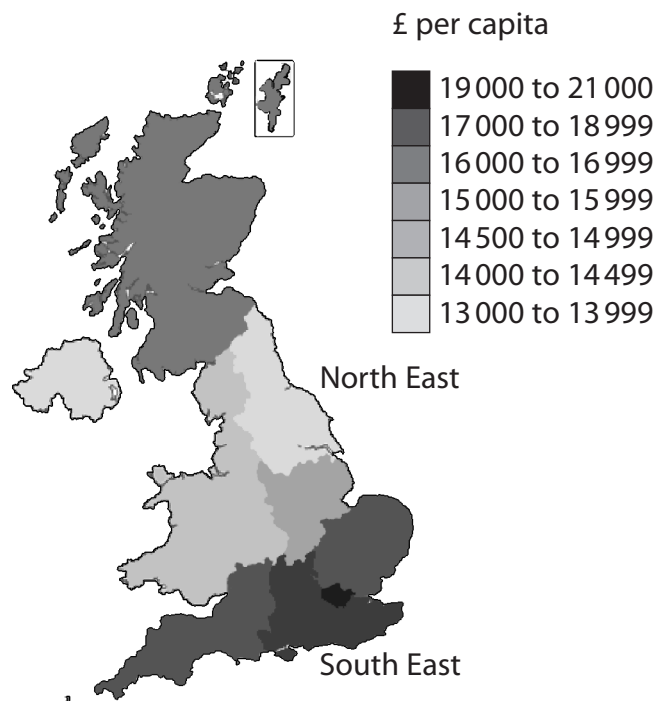 £ per capita
19 000 to 21 000
17 000 to 18 999
16 000 to 16 999
15 000 to 15 999
14 500 to 14 999
14 000 to 14 499
13 000 to 13 999
North East
South East